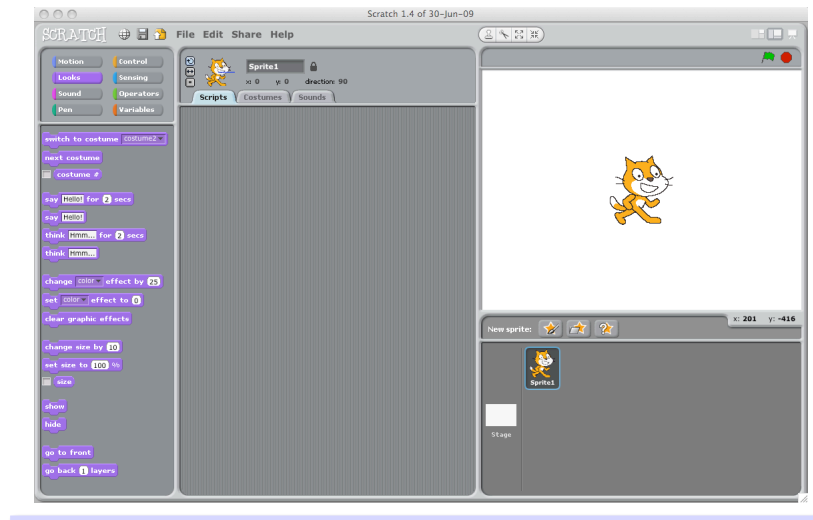 Scratch 1.4 of 30-Jun-09
SCRATCH File Edit Share Help
Motion Control
Looks Sensing
Sound Operators
Pen Variables
Sprite1
x: 0 y: 0 direction: 90
Scripts Costumes Sounds
switch to costume costume2
next costume
costume #
say Hello! for 2 secs
say Hello!
think Hmm... for 2 secs
think Hmm...
change color effect by 25
set color effect to 0
clear graphic effects
change size by 10
set size to 100 %
size
show
hide
go to front
go back 1 layers
x: 201 y: -416
New sprite:
Sprite1
Stage